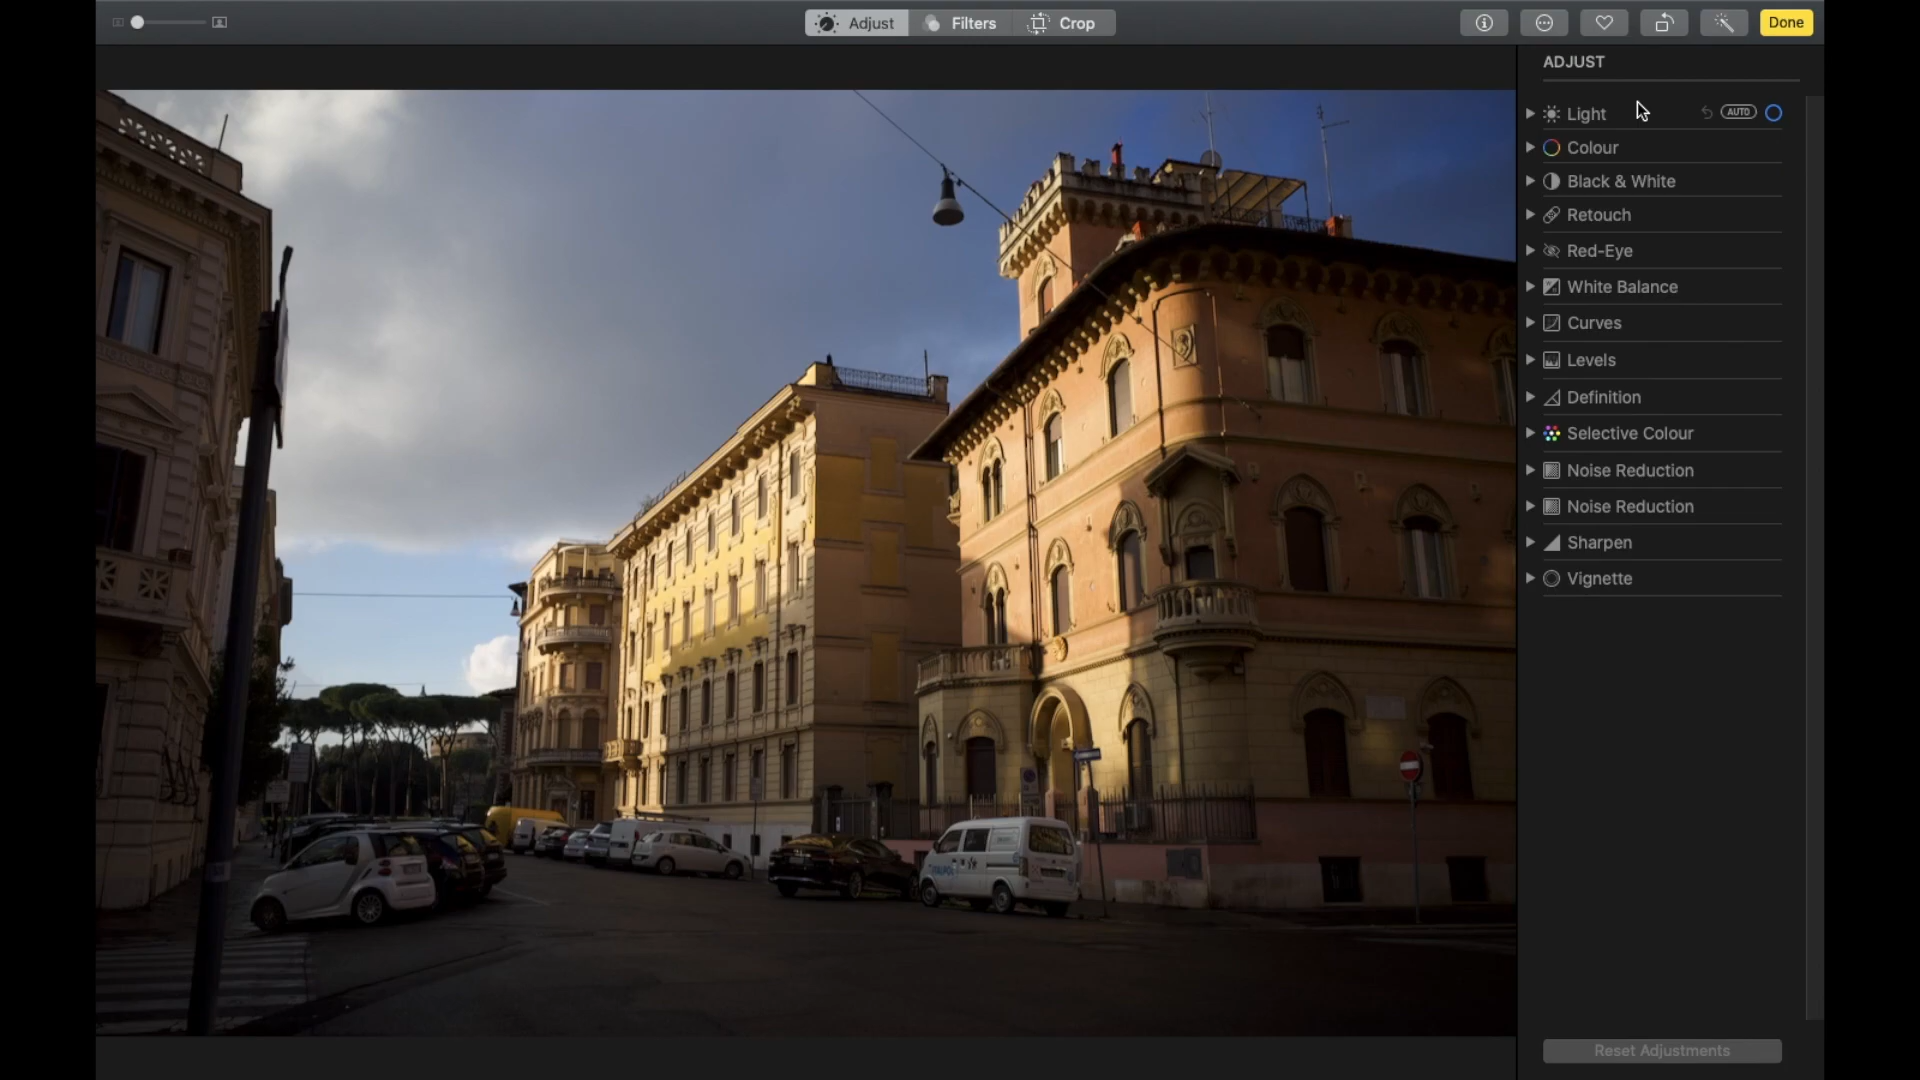 Adjust
Filters
Crop
Done
ADJUST
Light
AUTO
Colour
Black & White
Retouch
Red-Eye
White Balance
Curves
Levels
Definition
Selective Colour
Noise Reduction
Noise Reduction
Sharpen
Vignette
Reset Adjustments